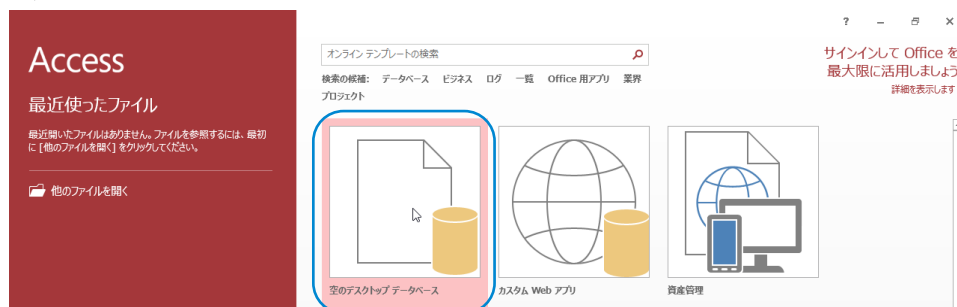 Access
最近使ったファイル
最近開いたファイルはありません。ファイルを参照するには、最初
に [他のファイルを開く] をクリックしてください。
他のファイルを開く
?
オンライン テンプレートの検索
検索の候補: データベース ビジネス ログ 一覧 Office 用アプリ 業界
プロジェクト
サインインして Office を
最大限に活用しましょう
詳細を表示します
空のデスクトップ データベース
カスタム Web アプリ
資産管理